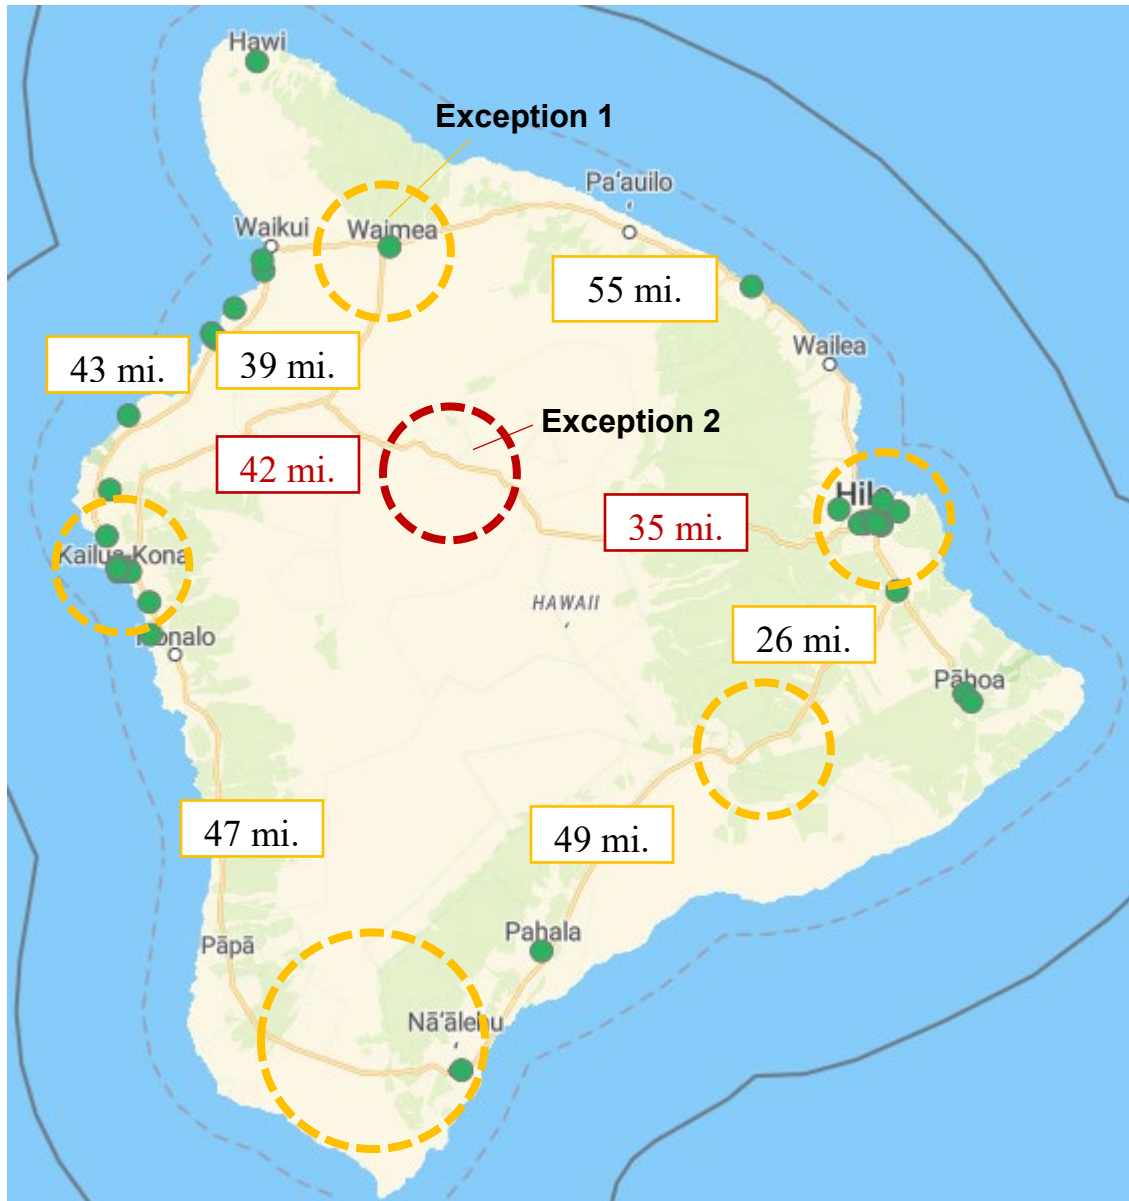 Hawi
Exception 1
Pa'auilo
Waikui
Waimea
55 mi.
Wailea
43 mi.
39 mi.
Exception 2
42 mi.
Hilo
35 mi.
Kailua-Kona
HAWAII
Honalo
26 mi.
Pāhoa
47 mi.
49 mi.
Pahala
Pāpā
Nā'ālehu